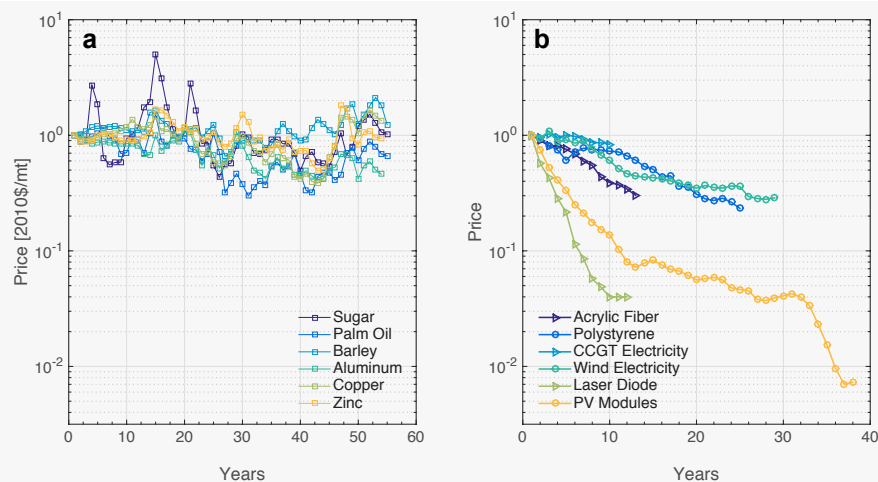 a
10^1
10^0
10^-1
10^-2
Price [2010$/mt]
Sugar
Palm Oil
Barley
Aluminum
Copper
Zinc
0 10 20 30 40 50 60
Years
b
10^1
10^0
10^-1
10^-2
Price
Acrylic Fiber
Polystyrene
CCGT Electricity
Wind Electricity
Laser Diode
PV Modules
0 10 20 30 40
Years